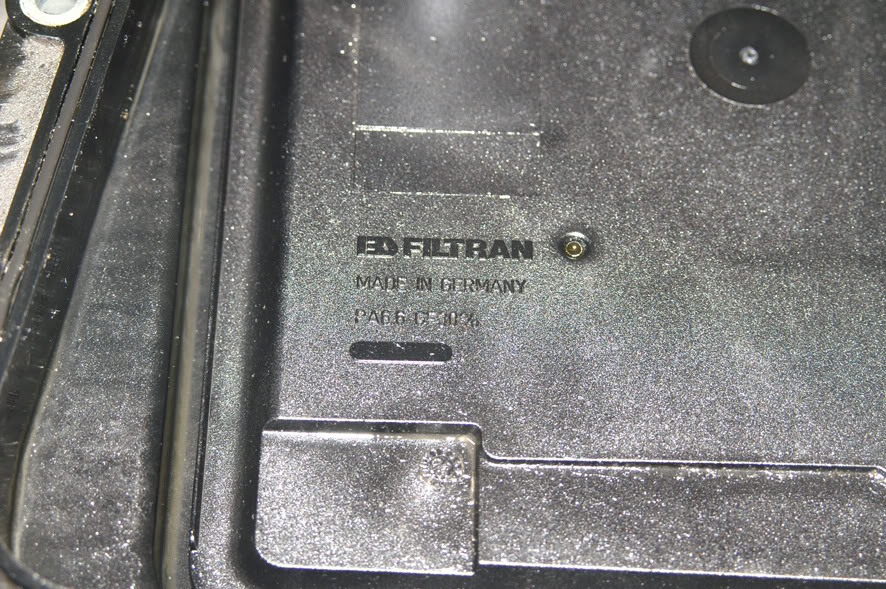 FILTRAN
MADE IN GERMANY
PA6.6 GF30%